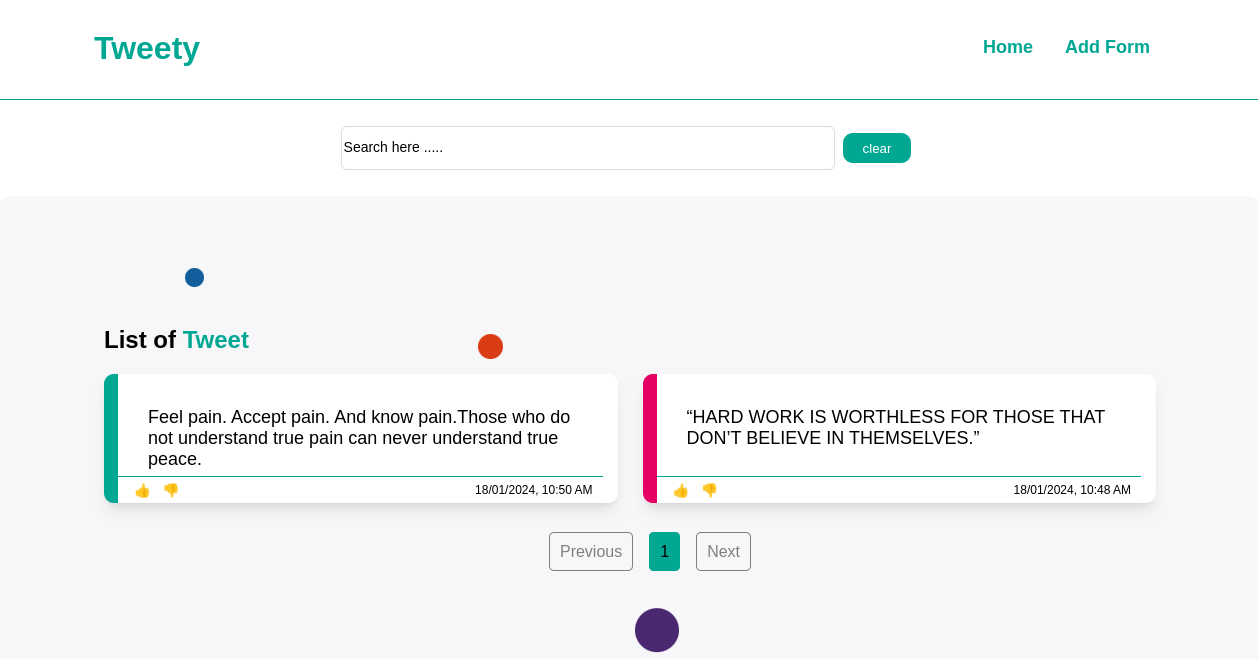 Tweety
Home
Add Form
Search here .....
clear
List of Tweet
Feel pain. Accept pain. And know pain.Those who do
not understand true pain can never understand true
peace.
👍 👎 18/01/2024, 10:50 AM
“HARD WORK IS WORTHLESS FOR THOSE THAT
DON’T BELIEVE IN THEMSELVES.”
👍 👎 18/01/2024, 10:48 AM
Previous
1
Next